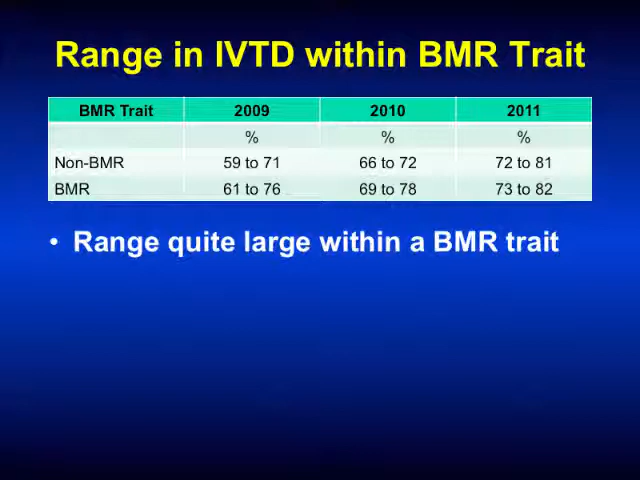 Range in IVTD within BMR Trait
BMR Trait 2009 2010 2011
% % %
Non-BMR 59 to 71 66 to 72 72 to 81
BMR 61 to 76 69 to 78 73 to 82
• Range quite large within a BMR trait